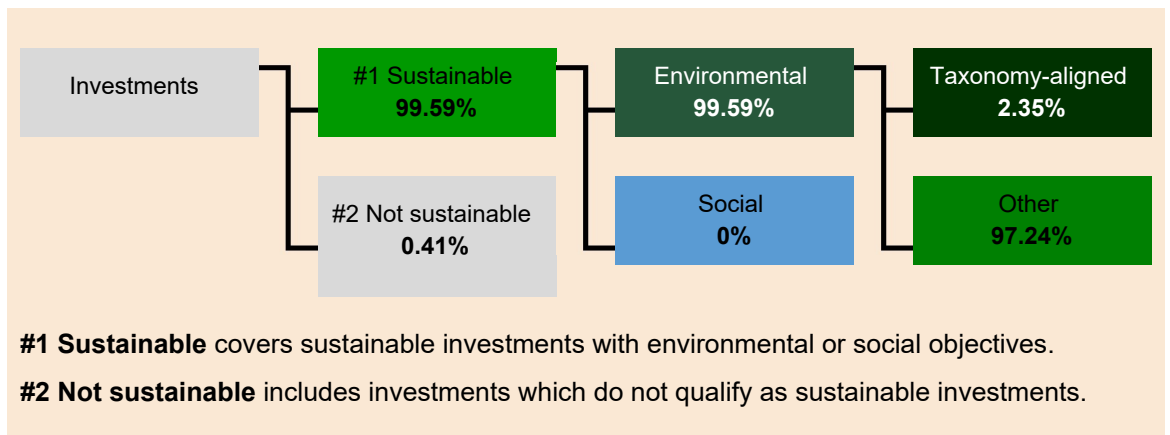 Investments
#1 Sustainable
99.59%
#2 Not sustainable
0.41%
Environmental
99.59%
Social
0%
Taxonomy-aligned
2.35%
Other
97.24%
#1 Sustainable covers sustainable investments with environmental or social objectives.
#2 Not sustainable includes investments which do not qualify as sustainable investments.